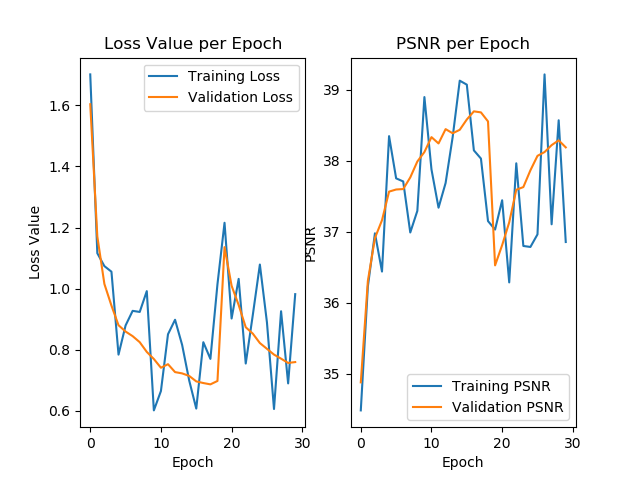 Loss Value per Epoch
Loss Value
1.6
1.4
1.2
1.0
0.8
0.6
Training Loss
Validation Loss
0
10
20
30
Epoch
PSNR per Epoch
PSNR
39
38
37
36
35
Training PSNR
Validation PSNR
0
10
20
30
Epoch